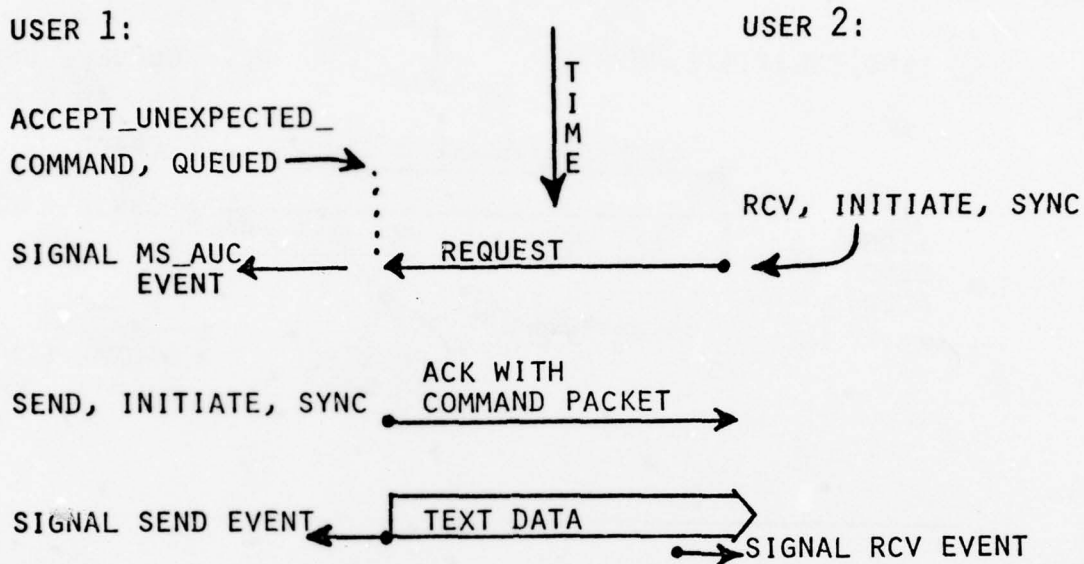 USER 1:
USER 2:
TIME
ACCEPT_UNEXPECTED_
COMMAND, QUEUED
RCV, INITIATE, SYNC
SIGNAL MS_AUC
EVENT
REQUEST
ACK WITH
COMMAND PACKET
SEND, INITIATE, SYNC
SIGNAL SEND EVENT
TEXT DATA
SIGNAL RCV EVENT